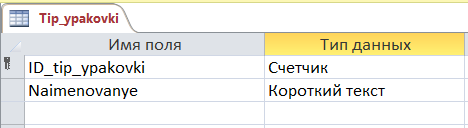 Tip_ypakovki
Имя поля Тип данных
ID_tip_ypakovki Счетчик
Naimenovanye Короткий текст